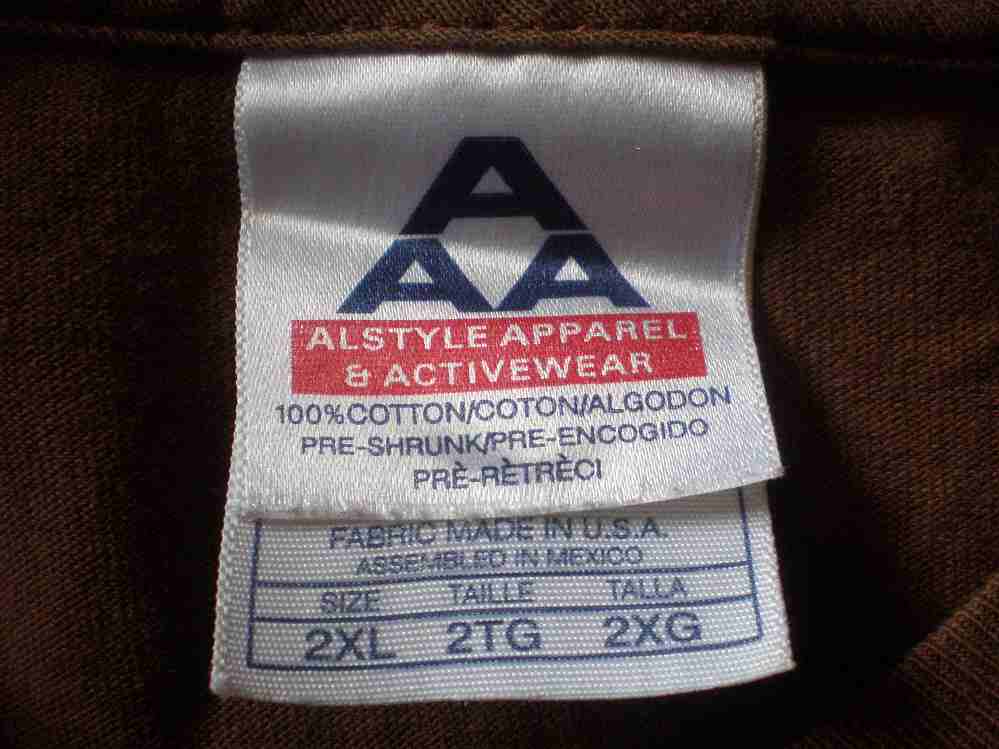 A
AA
ALSTYLE APPAREL
& ACTIVEWEAR
100%COTTON/COTON/ALGODON
PRE-SHRUNK/PRE-ENCOGIDO
PRÈ-RÈTRÈCI
FABRIC MADE IN U.S.A.
ASSEMBLED IN MEXICO
SIZE TAILLE TALLA
2XL 2TG 2XG